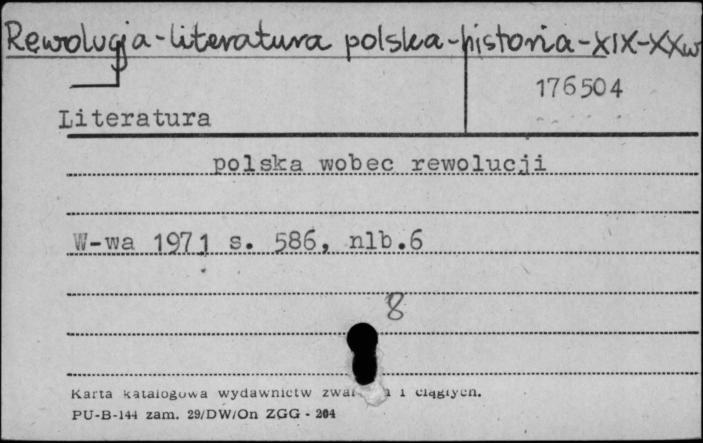 Rewolucja-literatura polska-historia-XIX-XXw
176504
Literatura
polska wobec rewolucji
W-wa 1971 s. 586, nlb.6
8
Karta katalogowa wydawnictw i ciągłych.
PU-B-144 zam. 29/DW/On ZGG - 204